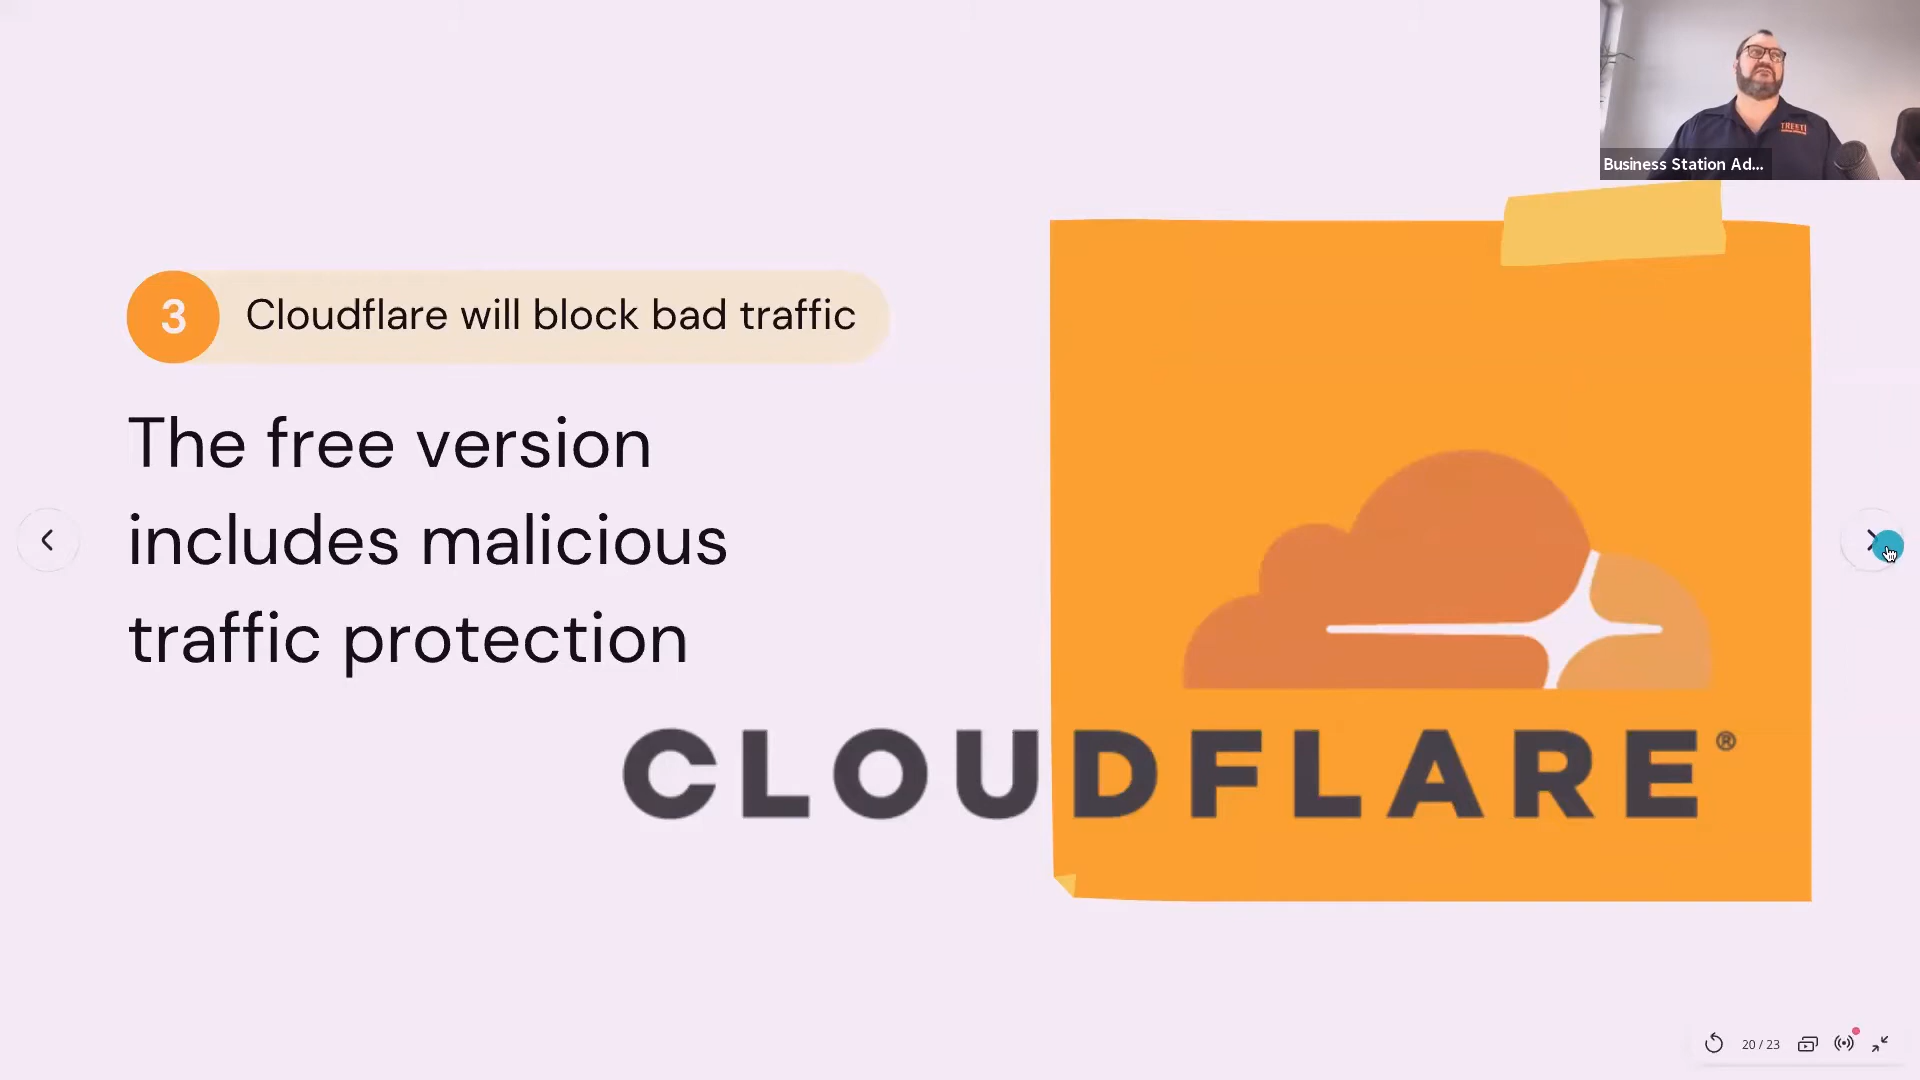 Business Station Ad...
3
Cloudflare will block bad traffic
The free version
includes malicious
traffic protection
CLOUDFLARE®
20 / 23